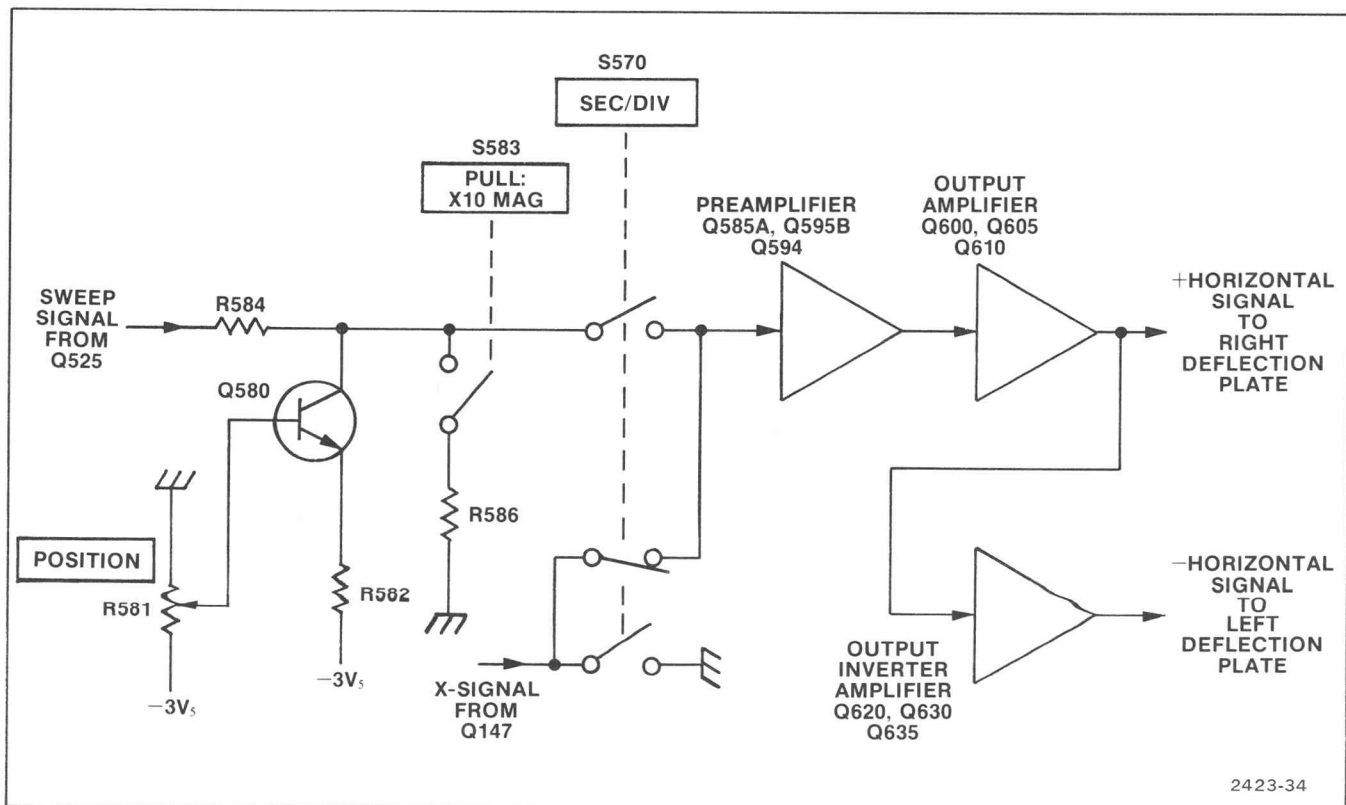 S570
SEC/DIV
S583
PULL:
X10 MAG
PREAMPLIFIER
Q585A, Q595B
Q594
OUTPUT
AMPLIFIER
Q600, Q605
Q610
SWEEP
SIGNAL
FROM
Q525
R584
+HORIZONTAL
SIGNAL
TO
RIGHT
DEFLECTION
PLATE
Q580
R586
POSITION
R581
R582
−3V₅
−3V₅
X-SIGNAL
FROM
Q147
OUTPUT
INVERTER
AMPLIFIER
Q620, Q630
Q635
−HORIZONTAL
SIGNAL
TO
LEFT
DEFLECTION
PLATE
2423-34